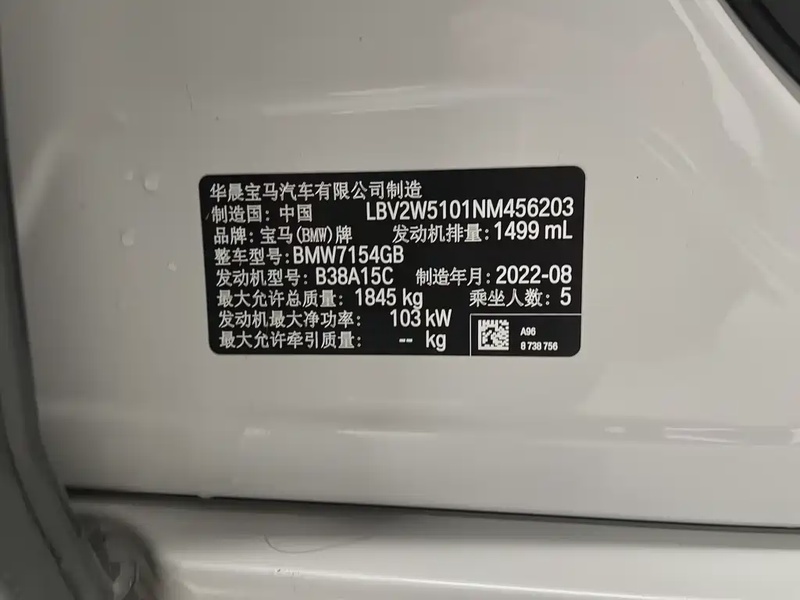 华晨宝马汽车有限公司制造
制造国: 中国 LBV2W5101NM456203
品牌: 宝马(BMW)牌 发动机排量: 1499 mL
整车型号: BMW7154GB
发动机型号: B38A15C 制造年月: 2022-08
最大允许总质量: 1845 kg 乘坐人数: 5
发动机最大净功率: 103 kW
最大允许牵引质量: -- kg
A96
8 738 756